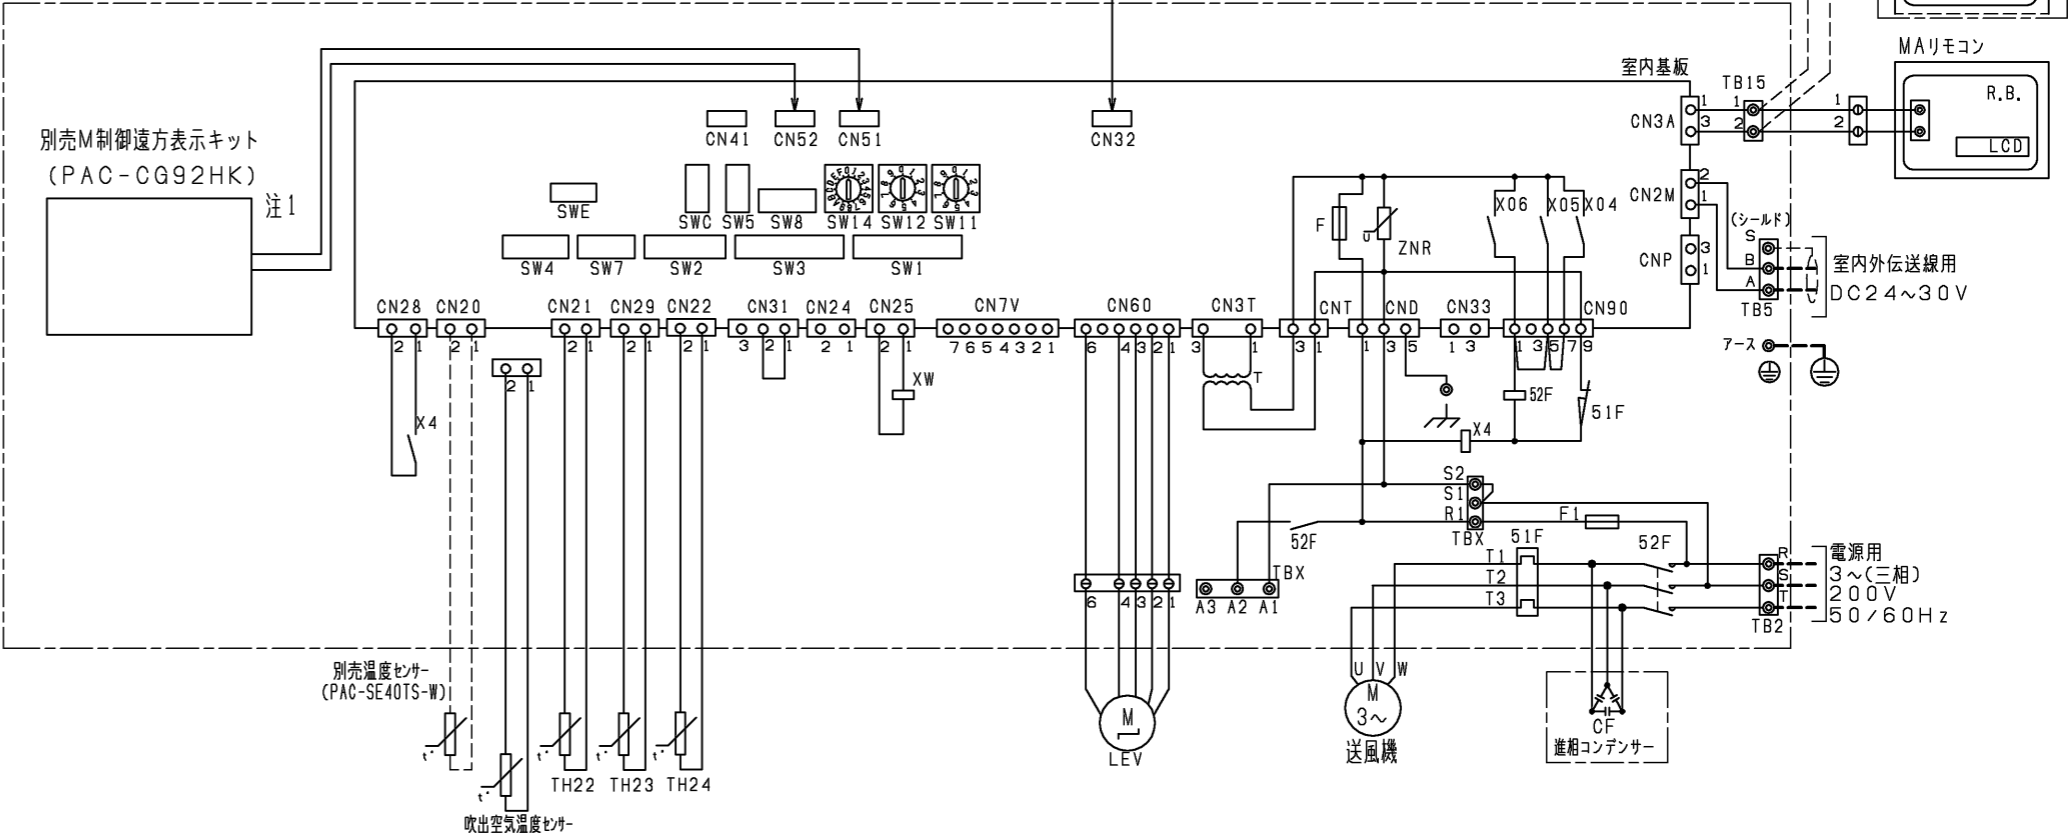 MAリモコン
R.B.
LCD
室内基板
TB15
CN3A
1
3
1
2
1
2
CN41
CN52
CN51
CN32
別売M制御遠方表示キット
(PAC-CG92HK)
注1
SWE
SWC
SW5
SW8
SW14
SW12
SW11
SW4
SW7
SW2
SW3
SW1
F
U
ZNR
X06
X05
X04
CN2M
2
1
CNP
3
1
(シールド)
S
B
A
TB5
室内外伝送線用
DC24~30V
アース
CN28
CN20
CN21
CN29
CN22
CN31
CN24
CN25
CN7V
CN60
CN3T
CNT
CND
CN33
CN90
2 1
2 1
2 1
2 1
2 1
3 2 1
2 1
2 1
7 6 5 4 3 2 1
6 4 3 2 1
3 1
3 1
1 3 5
1 3
1 3 5 7 9
2 1
X4
XW
T
52F
51F
X4
S2
S1
R1
TBX
F1
52F
TBX
A3 A2 A1
51F
T1
T2
T3
52F
R
S
T
TB2
電源用
3~(三相)
200V
50/60Hz
6 4 3 2 1
別売温度センサー
(PAC-SE40TS-W)
t°
t°
t°
t°
t°
TH22
TH23
TH24
吹出空気温度センサー
M
LEV
U V W
M
3~
送風機
CF
進相コンデンサー